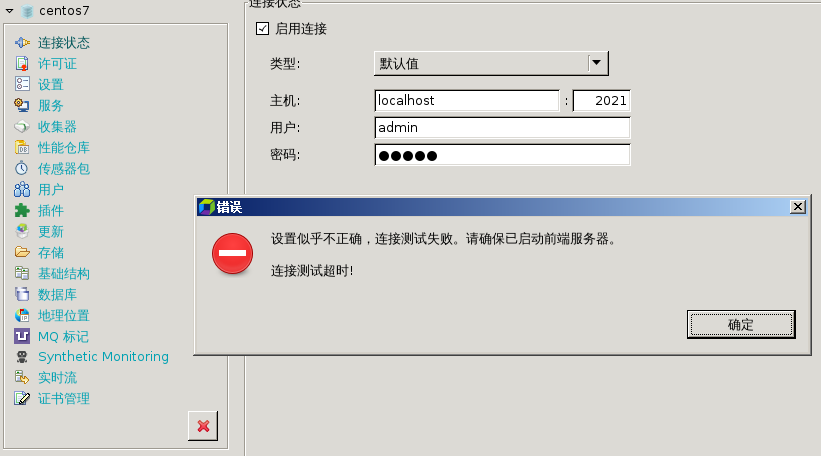 centos7
连接状态
许可证
设置
服务
收集器
性能仓库
传感器包
用户
插件
更新
存储
基础结构
数据库
地理位置
MQ 标记
Synthetic Monitoring
实时流
证书管理
连接状态
启用连接
类型: 默认值
主机: localhost : 2021
用户: admin
密码: ●●●●●
错误
设置似乎不正确，连接测试失败。请确保已启动前端服务器。
连接测试超时!
确定